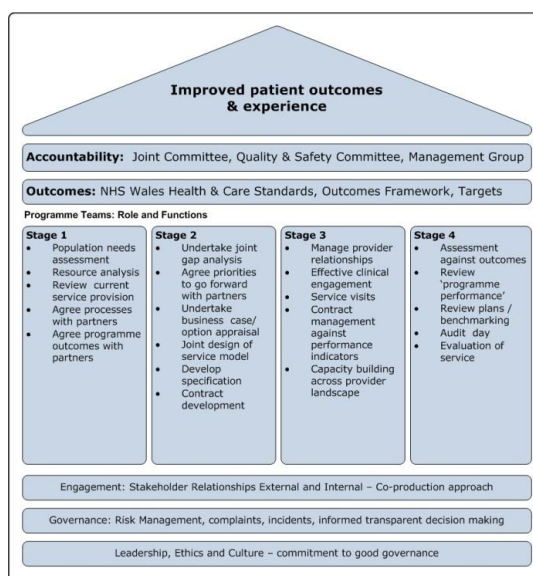 Improved patient outcomes
& experience
Accountability: Joint Committee, Quality & Safety Committee, Management Group
Outcomes: NHS Wales Health & Care Standards, Outcomes Framework, Targets
Programme Teams: Role and Functions
Stage 1
• Population needs
assessment
• Resource analysis
• Review current
service provision
• Agree processes
with partners
• Agree programme
outcomes with
partners
Stage 2
• Undertake joint
gap analysis
• Agree priorities
to go forward
with partners
• Undertake
business case/
option appraisal
• Joint design of
service model
• Develop
specification
• Contract
development
Stage 3
• Manage provider
relationships
• Effective clinical
engagement
• Service visits
• Contract
management
against
performance
indicators
• Capacity building
across provider
landscape
Stage 4
• Assessment
against outcomes
• Review
‘programme
performance’
• Review plans /
benchmarking
• Audit day
• Evaluation of
service
Engagement: Stakeholder Relationships External and Internal – Co-production approach
Governance: Risk Management, complaints, incidents, informed transparent decision making
Leadership, Ethics and Culture – commitment to good governance